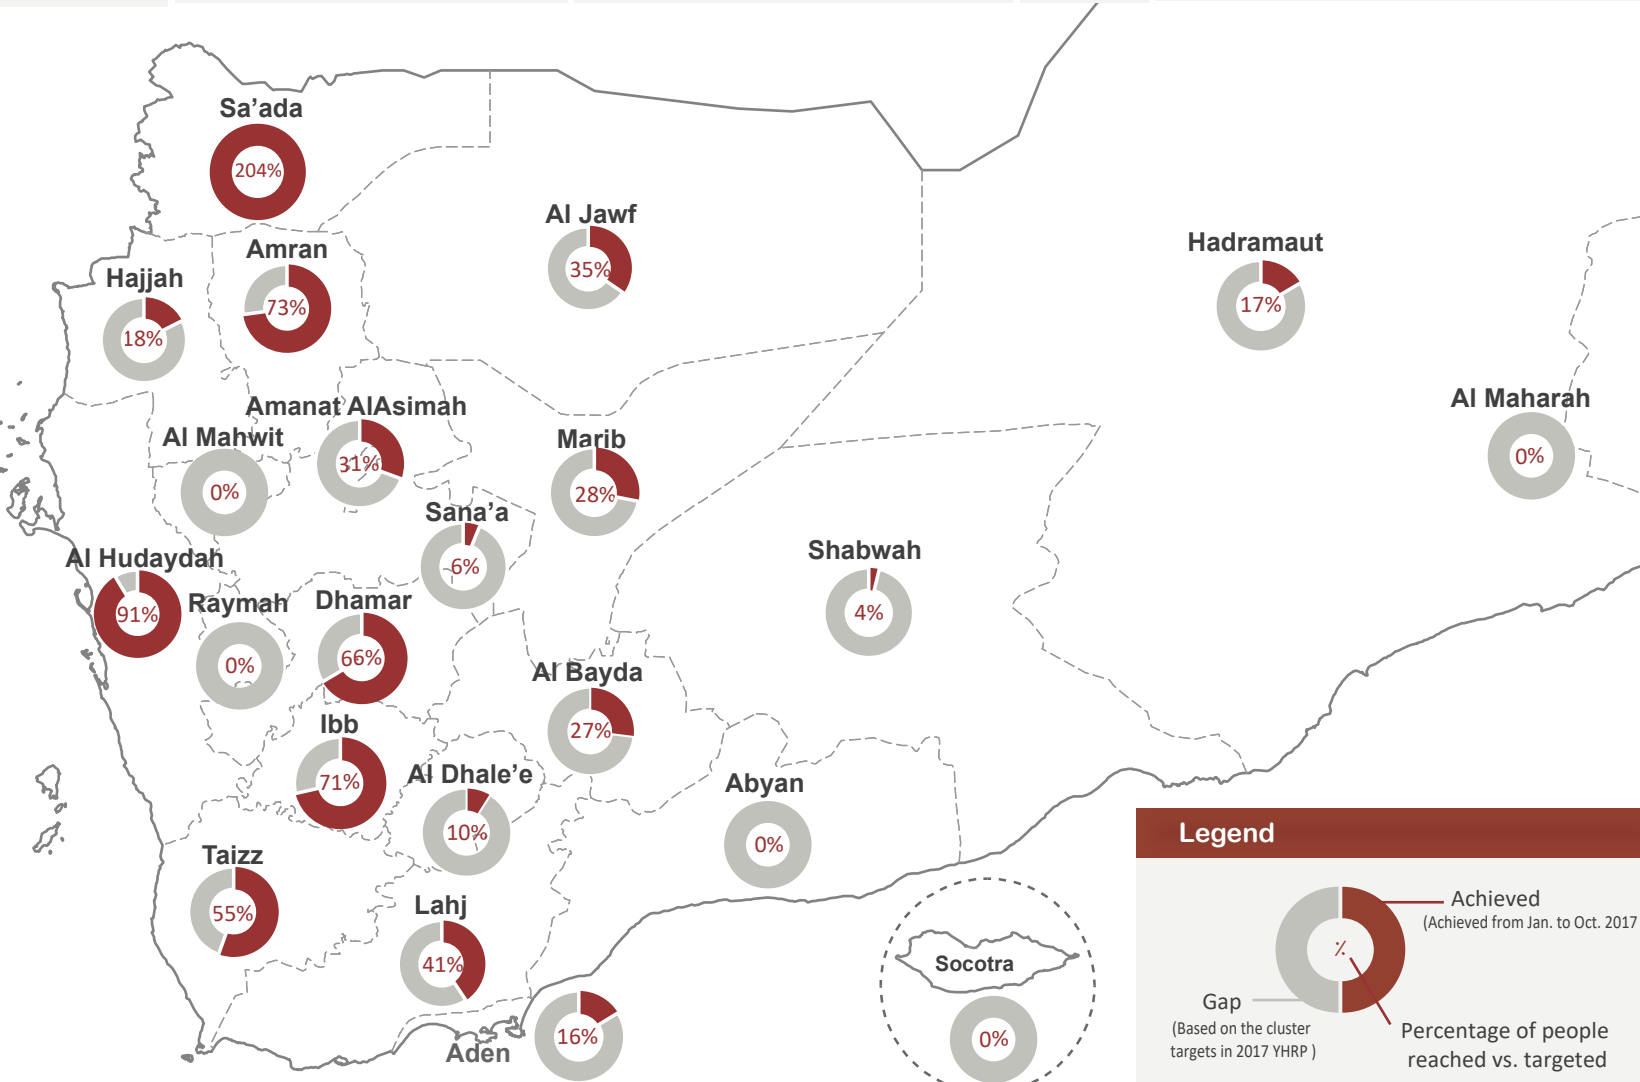 Sa’ada
204%
Al Jawf
35%
Hadramaut
17%
Amran
73%
Hajjah
18%
Al Maharah
0%
Amanat AlAsimah
31%
Al Mahwit
0%
Marib
28%
Sana’a
6%
Shabwah
4%
Al Hudaydah
91%
Raymah
0%
Dhamar
66%
Al Bayda
27%
Ibb
71%
Al Dhale’e
10%
Abyan
0%
Taizz
55%
Lahj
41%
Aden
16%
Socotra
0%
Legend
Achieved
(Achieved from Jan. to Oct. 2017
٪
Gap
(Based on the cluster
targets in 2017 YHRP )
Percentage of people
reached vs. targeted